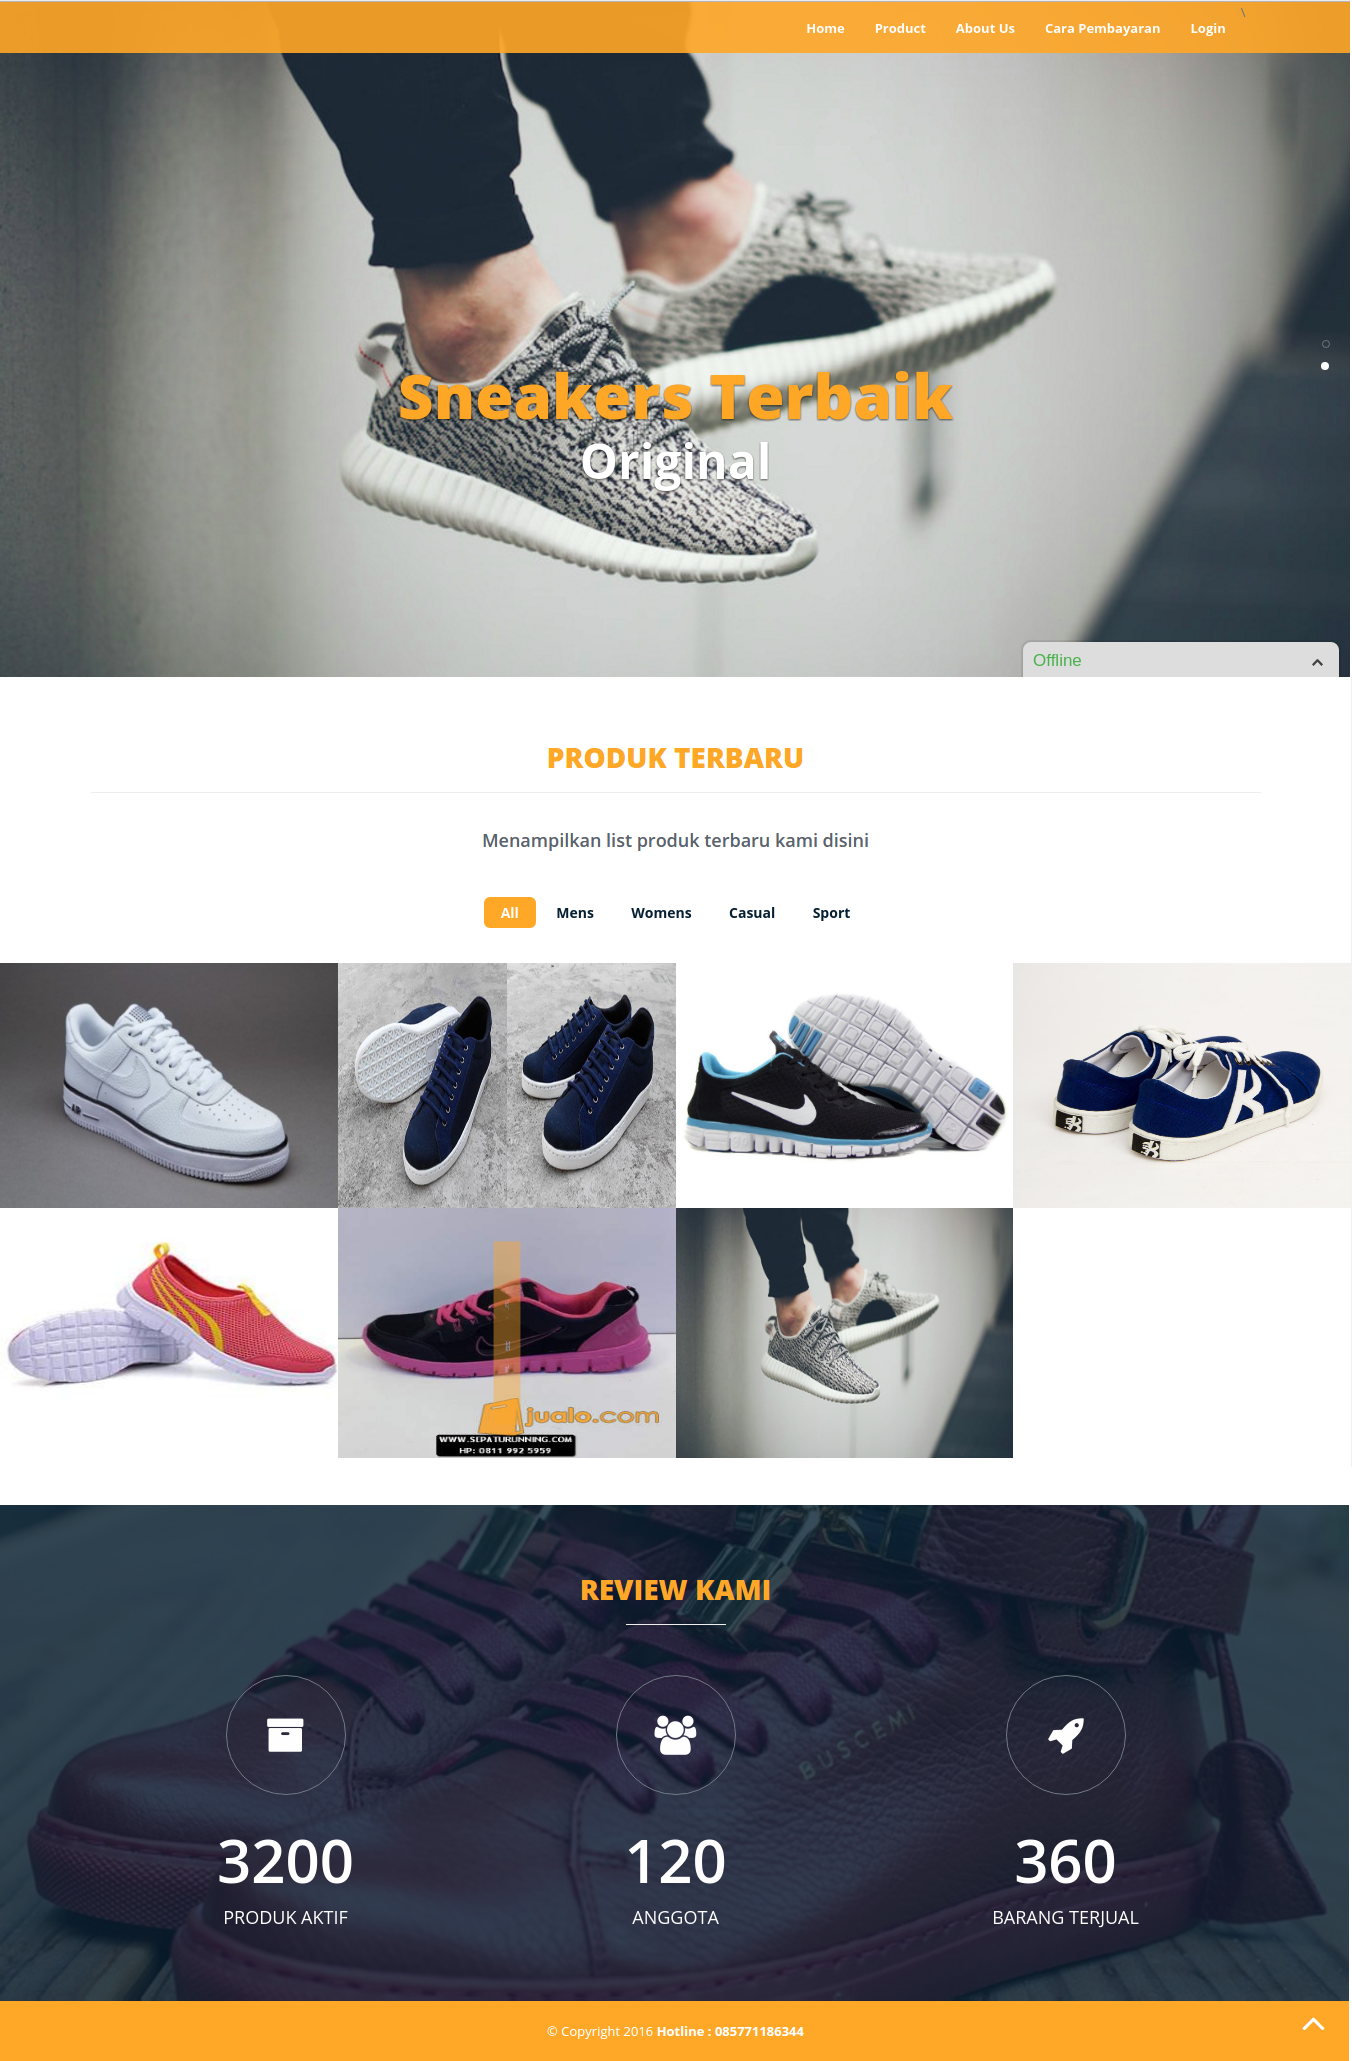 Home Product About Us Cara Pembayaran Login \
Sneakers Terbaik
Original
Offline
PRODUK TERBARU
Menampilkan list produk terbaru kami disini
All Mens Womens Casual Sport
jualo.com
WWW.SEPATURUNNING.COM
HP: 0811 992 5959
REVIEW KAMI
BUSCEMI
3200 120 360
PRODUK AKTIF ANGGOTA BARANG TERJUAL
© Copyright 2016 Hotline : 085771186344